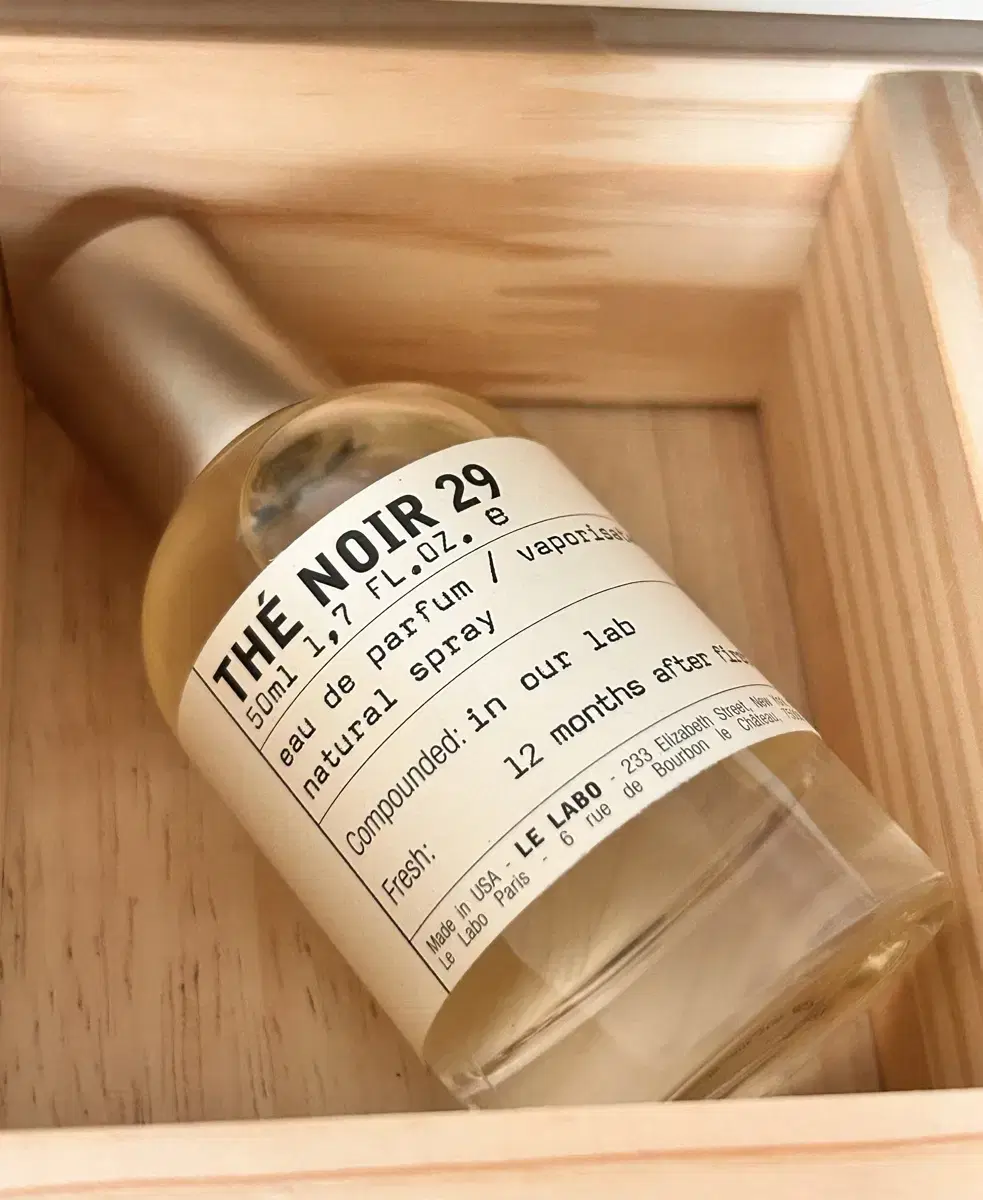 THÉ NOIR 29
50ml 1,7 FL.OZ. e
eau de parfum / 
natural spray
Compounded: in our lab
Fresh: 12 months after
Made in USA - LE LABO - 233 Elizabeth Street, New
Le Labo Paris - 6 rue de Bourbon le Château,